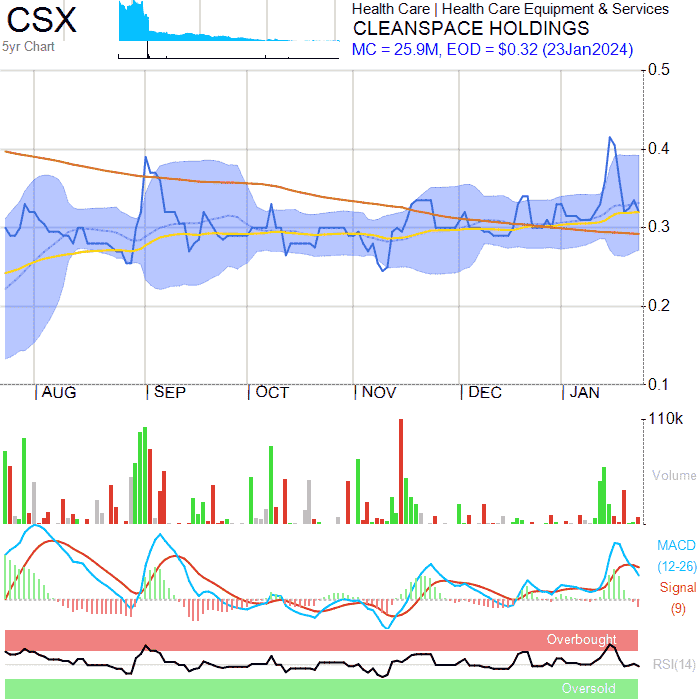 CSX
5yr Chart
Health Care | Health Care Equipment & Services
CLEANSPACE HOLDINGS
MC = 25.9M, EOD = $0.32 (23Jan2024)
0.5
0.4
0.3
0.2
0.1
AUG SEP OCT NOV DEC JAN
110k
Volume
MACD
(12-26)
Signal
(9)
Overbought
RSI(14)
Oversold